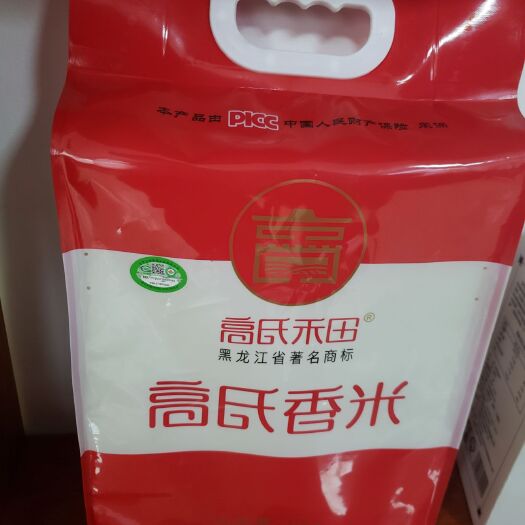 本产品由PICC中国人民财产保险 承保
高氏禾田®
黑龙江省著名商标
高氏香米